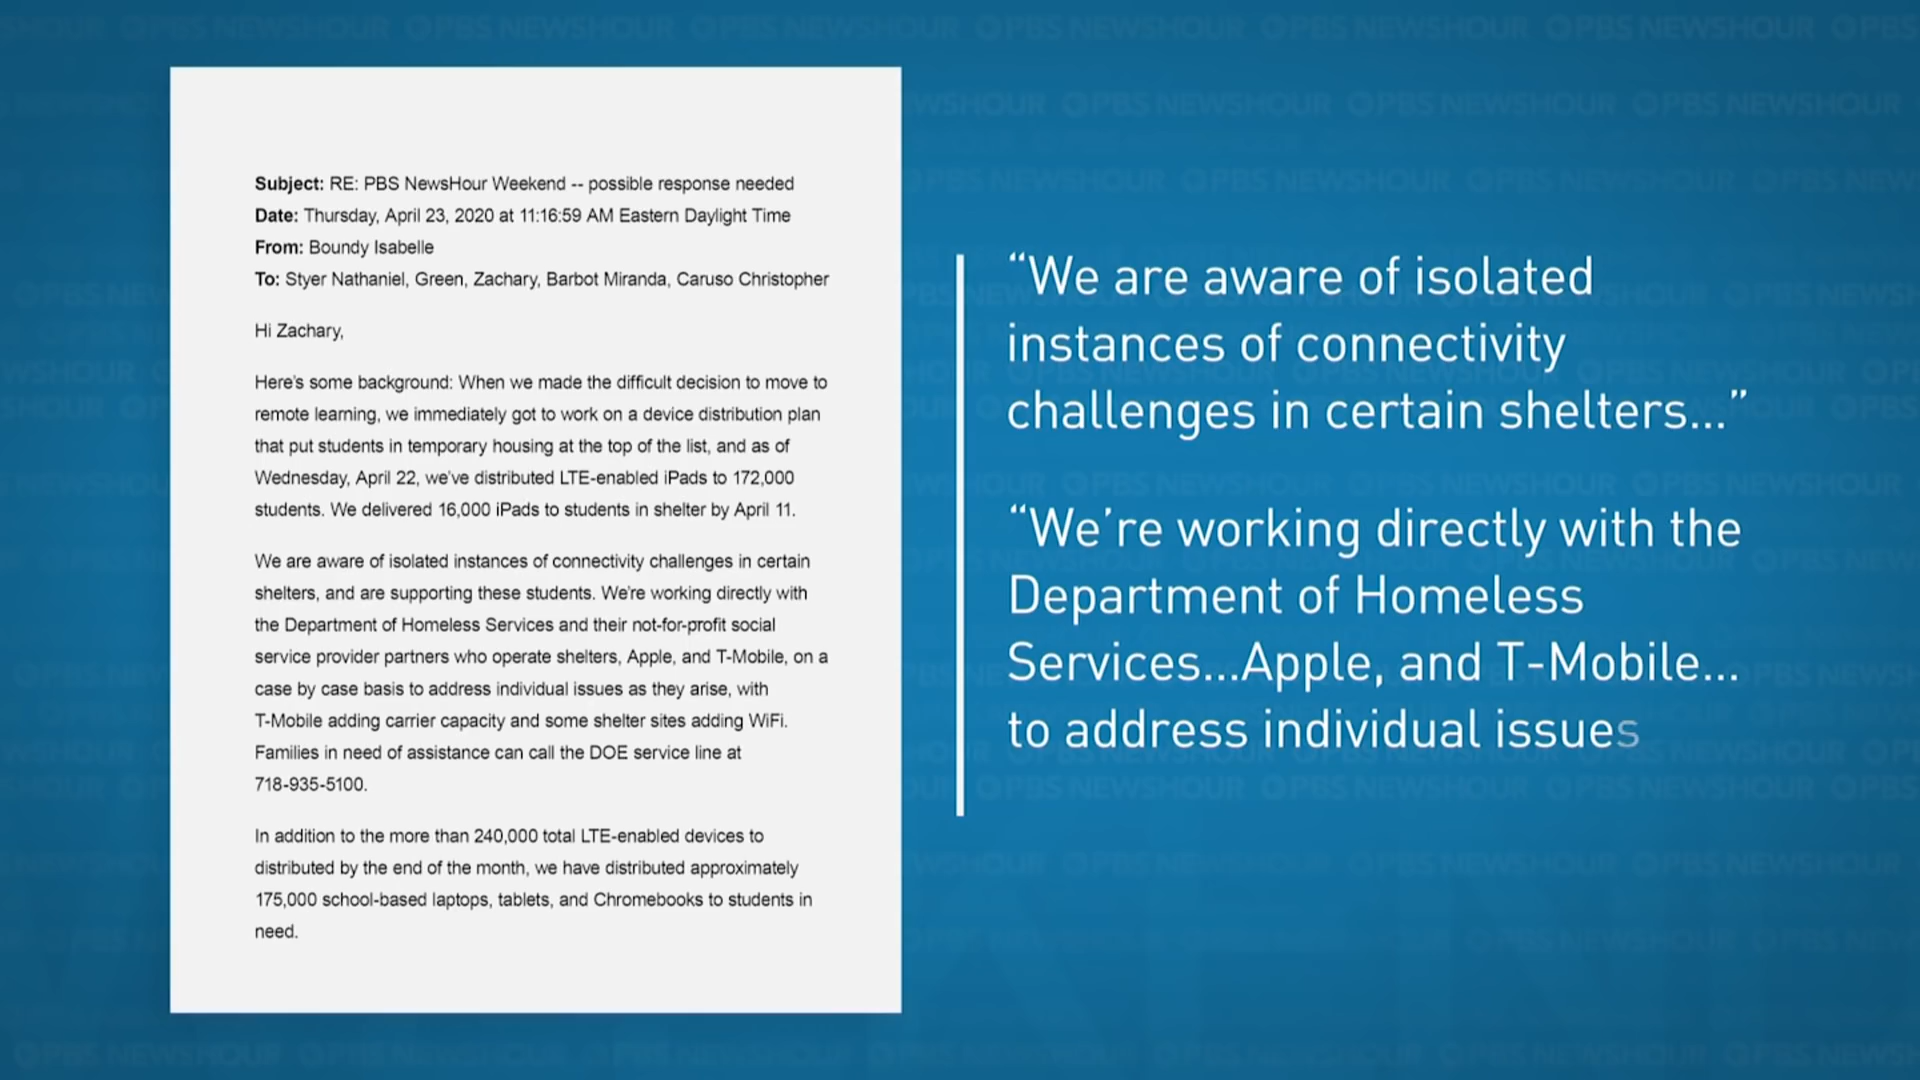 Subject: RE: PBS NewsHour Weekend -- possible response needed
Date: Thursday, April 23, 2020 at 11:16:59 AM Eastern Daylight Time
From: Boundy Isabelle
To: Styer Nathaniel, Green, Zachary, Barbot Miranda, Caruso Christopher
Hi Zachary,
Here's some background: When we made the difficult decision to move to
remote learning, we immediately got to work on a device distribution plan
that put students in temporary housing at the top of the list, and as of
Wednesday, April 22, we've distributed LTE-enabled iPads to 172,000
students. We delivered 16,000 iPads to students in shelter by April 11.
We are aware of isolated instances of connectivity challenges in certain
shelters, and are supporting these students. We're working directly with
the Department of Homeless Services and their not-for-profit social
service provider partners who operate shelters, Apple, and T-Mobile, on a
case by case basis to address individual issues as they arise, with
T-Mobile adding carrier capacity and some shelter sites adding WiFi.
Families in need of assistance can call the DOE service line at
718-935-5100.
In addition to the more than 240,000 total LTE-enabled devices to
distributed by the end of the month, we have distributed approximately
175,000 school-based laptops, tablets, and Chromebooks to students in
need.
“We are aware of isolated
instances of connectivity
challenges in certain shelters...”
“We're working directly with the
Department of Homeless
Services...Apple, and T-Mobile...
to address individual issues